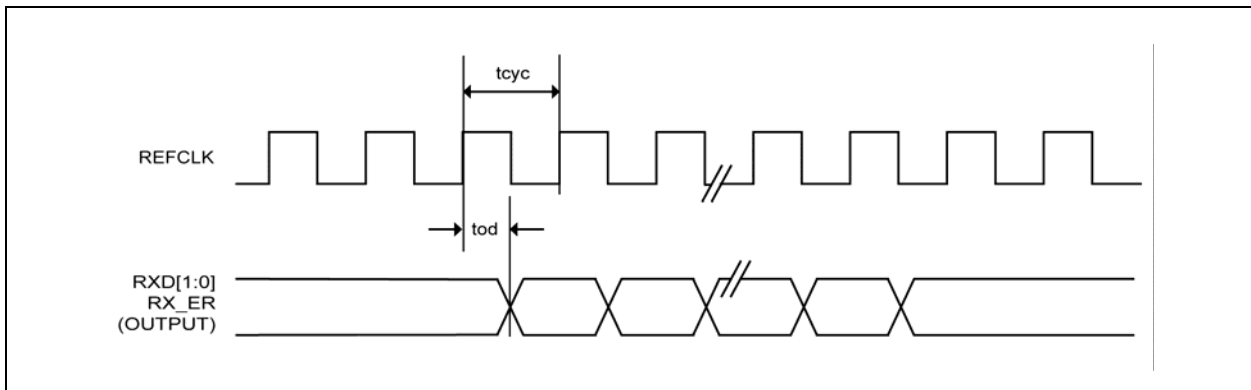 tcyc
REFCLK
tod
RXD[1:0]
RX_ER
(OUTPUT)